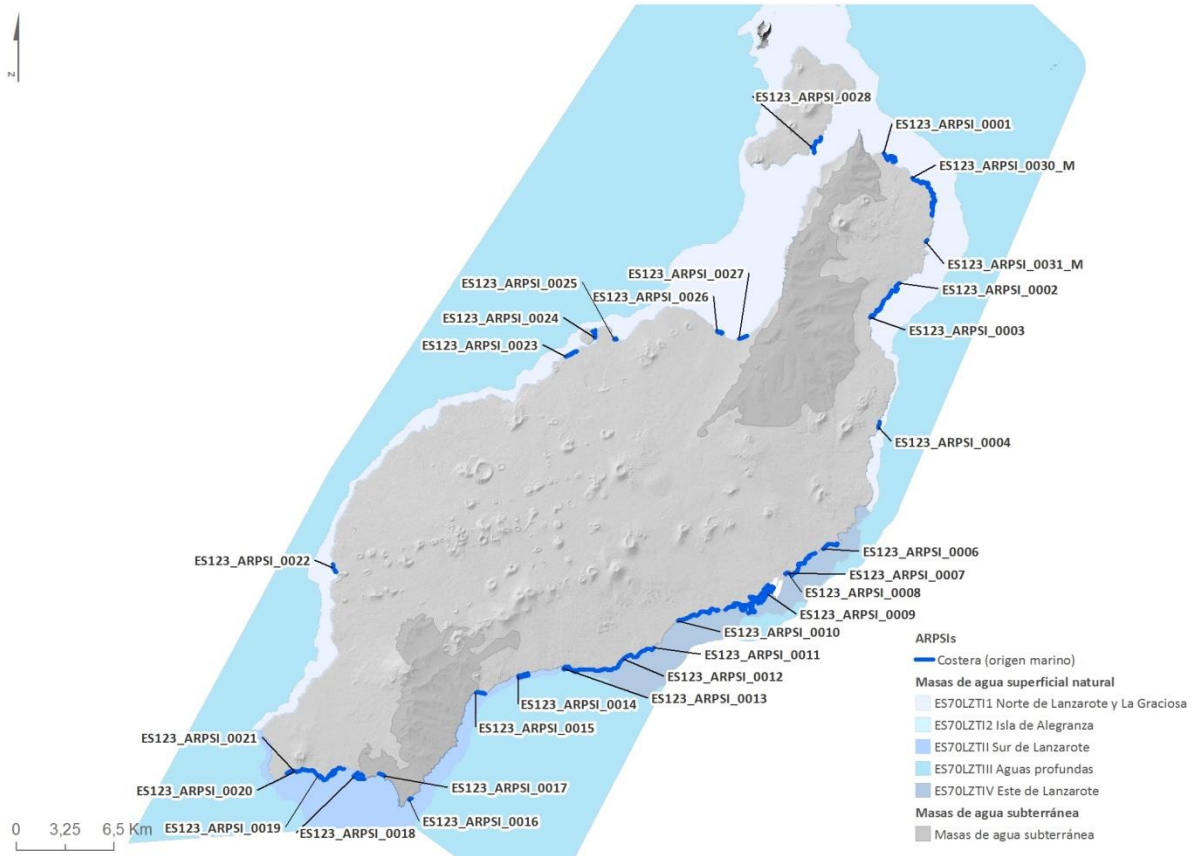 z
ES123_ARPSI_0028
ES123_ARPSI_0001
ES123_ARPSI_0030_M
ES123_ARPSI_0031_M
ES123_ARPSI_0027
ES123_ARPSI_0025
ES123_ARPSI_0026
ES123_ARPSI_0002
ES123_ARPSI_0024
ES123_ARPSI_0003
ES123_ARPSI_0023
ES123_ARPSI_0004
ES123_ARPSI_0006
ES123_ARPSI_0022
ES123_ARPSI_0007
ES123_ARPSI_0008
ES123_ARPSI_0009
ES123_ARPSI_0010
ES123_ARPSI_0011
ES123_ARPSI_0012
ES123_ARPSI_0013
ES123_ARPSI_0014
ES123_ARPSI_0015
ES123_ARPSI_0021
ES123_ARPSI_0017
ES123_ARPSI_0020
ES123_ARPSI_0016
ES123_ARPSI_0019
ES123_ARPSI_0018
ARPSIs
Costera (origen marino)
Masas de agua superficial natural
ES70LZTI1 Norte de Lanzarote y La Graciosa
ES70LZTI2 Isla de Alegranza
ES70LZTII Sur de Lanzarote
ES70LZTIII Aguas profundas
ES70LZTIV Este de Lanzarote
Masas de agua subterránea
Masas de agua subterránea
0 3,25 6,5 Km